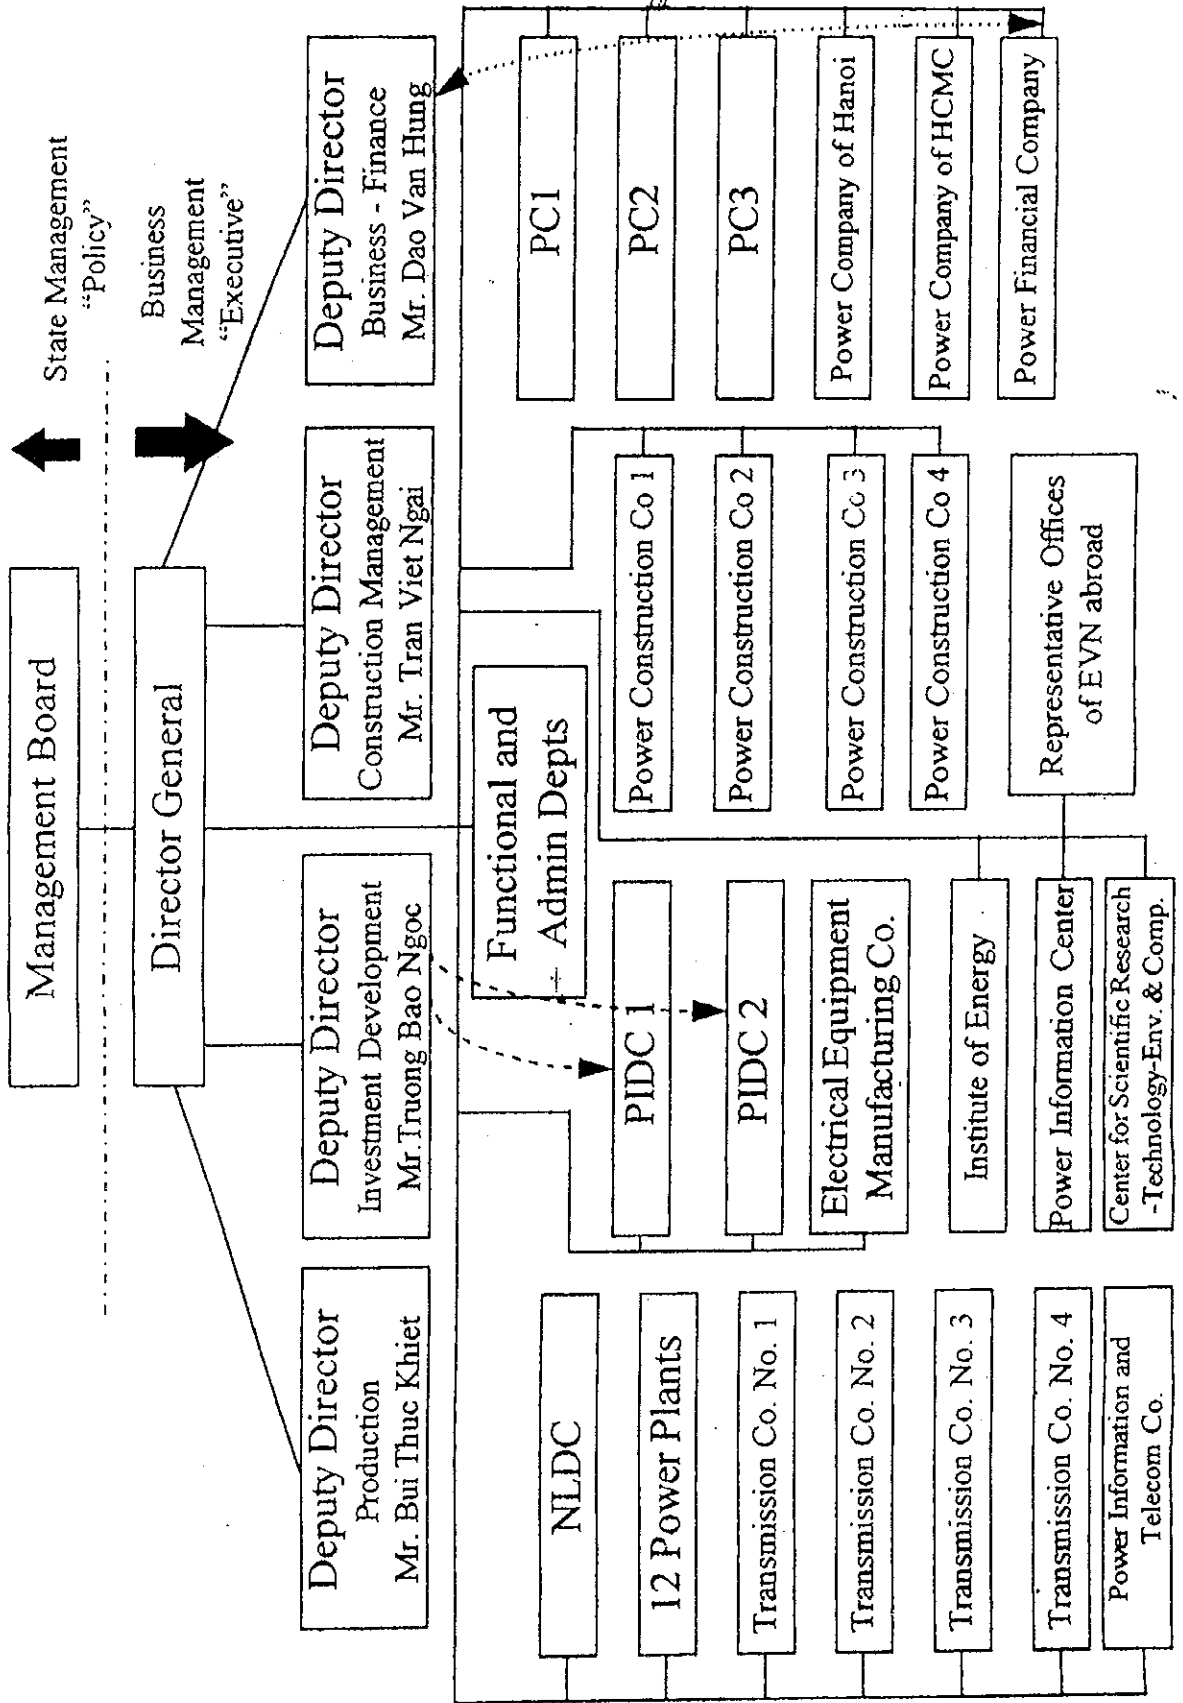 Management Board
State Management
“Policy”
Director General
Business
Management
“Executive”
Deputy Director
Production
Mr. Bui Thuc Khiet
Deputy Director
Investment Development
Mr.Truong Bao Ngoc
Deputy Director
Construction Management
Mr. Tran Viet Ngai
Deputy Director
Business - Finance
Mr. Dao Van Hung
Functional and
Admin Depts
NLDC
12 Power Plants
Transmission Co. No. 1
Transmission Co. No. 2
Transmission Co. No. 3
Transmission Co. No. 4
Power Information and
Telecom Co.
PIDC 1
PIDC 2
Electrical Equipment
Manufacturing Co.
Institute of Energy
Power Information Center
Center for Scientific Research
-Technology-Env. & Comp.
Power Construction Co 1
Power Construction Co 2
Power Construction Co 3
Power Construction Co 4
Representative Offices
of EVN abroad
PC1
PC2
PC3
Power Company of Hanoi
Power Company of HCMC
Power Financial Company